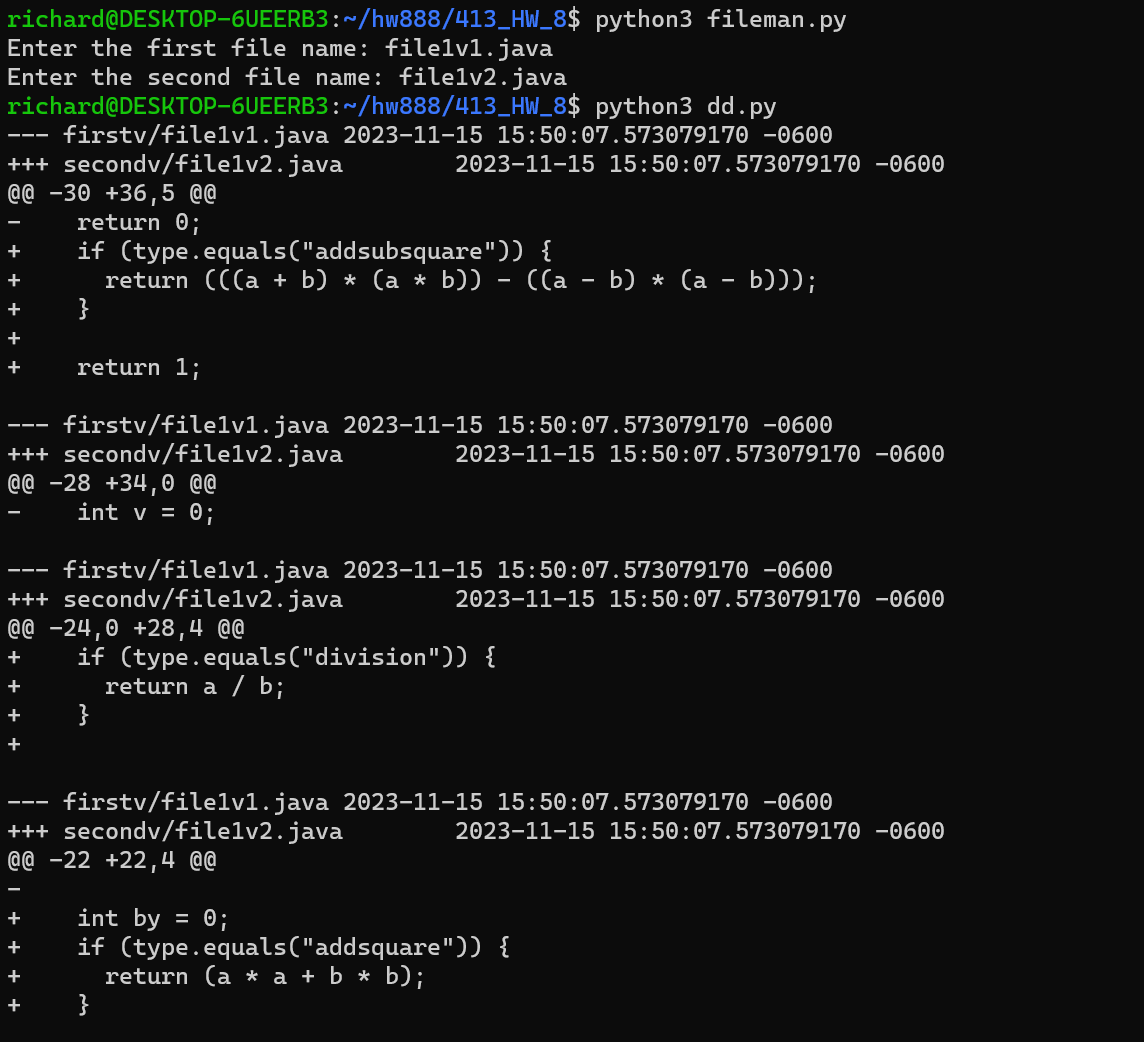 richard@DESKTOP-6UEERB3:~/hw888/413_HW_8$ python3 fileman.py
Enter the first file name: file1v1.java
Enter the second file name: file1v2.java
richard@DESKTOP-6UEERB3:~/hw888/413_HW_8$ python3 dd.py
--- firstv/file1v1.java 2023-11-15 15:50:07.573079170 -0600
+++ secondv/file1v2.java        2023-11-15 15:50:07.573079170 -0600
@@ -30 +36,5 @@
-    return 0;
+    if (type.equals("addsubsquare")) {
+      return (((a + b) * (a * b)) - ((a - b) * (a - b)));
+    }
+
+    return 1;

--- firstv/file1v1.java 2023-11-15 15:50:07.573079170 -0600
+++ secondv/file1v2.java        2023-11-15 15:50:07.573079170 -0600
@@ -28 +34,0 @@
-    int v = 0;

--- firstv/file1v1.java 2023-11-15 15:50:07.573079170 -0600
+++ secondv/file1v2.java        2023-11-15 15:50:07.573079170 -0600
@@ -24,0 +28,4 @@
+    if (type.equals("division")) {
+      return a / b;
+    }
+

--- firstv/file1v1.java 2023-11-15 15:50:07.573079170 -0600
+++ secondv/file1v2.java        2023-11-15 15:50:07.573079170 -0600
@@ -22 +22,4 @@
-
+    int by = 0;
+    if (type.equals("addsquare")) {
+      return (a * a + b * b);
+    }